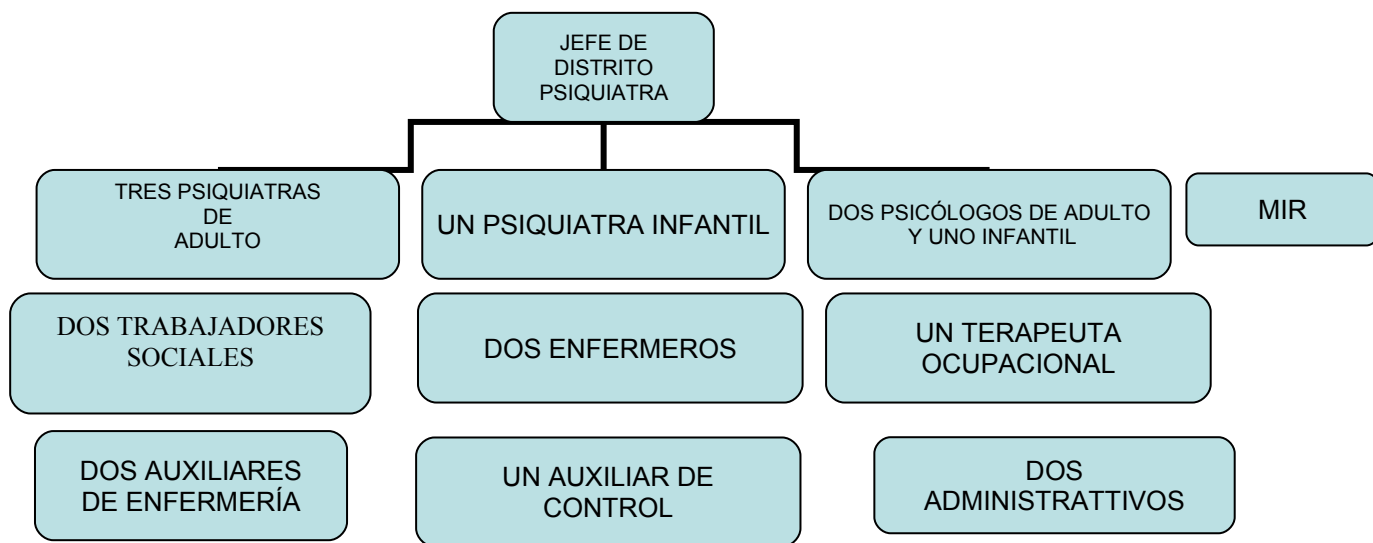 JEFE DE
DISTRITO
PSIQUIATRA
TRES PSIQUIATRAS
DE
ADULTO
UN PSIQUIATRA INFANTIL
DOS PSICÓLOGOS DE ADULTO
Y UNO INFANTIL
MIR
DOS TRABAJADORES
SOCIALES
DOS ENFERMEROS
UN TERAPEUTA
OCUPACIONAL
DOS AUXILIARES
DE ENFERMERÍA
UN AUXILIAR DE
CONTROL
DOS
ADMINISTRATTIVOS